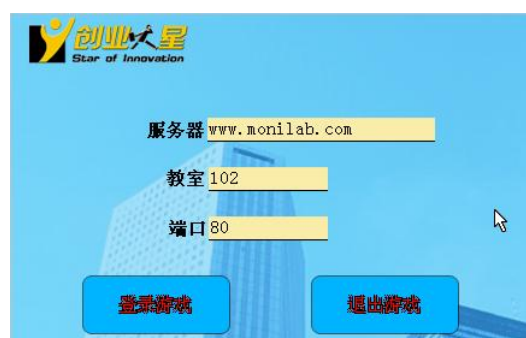 创业之星
Star of Innovation
服务器 www.monilab.com
教室 102
端口 80
登录游戏 退出游戏